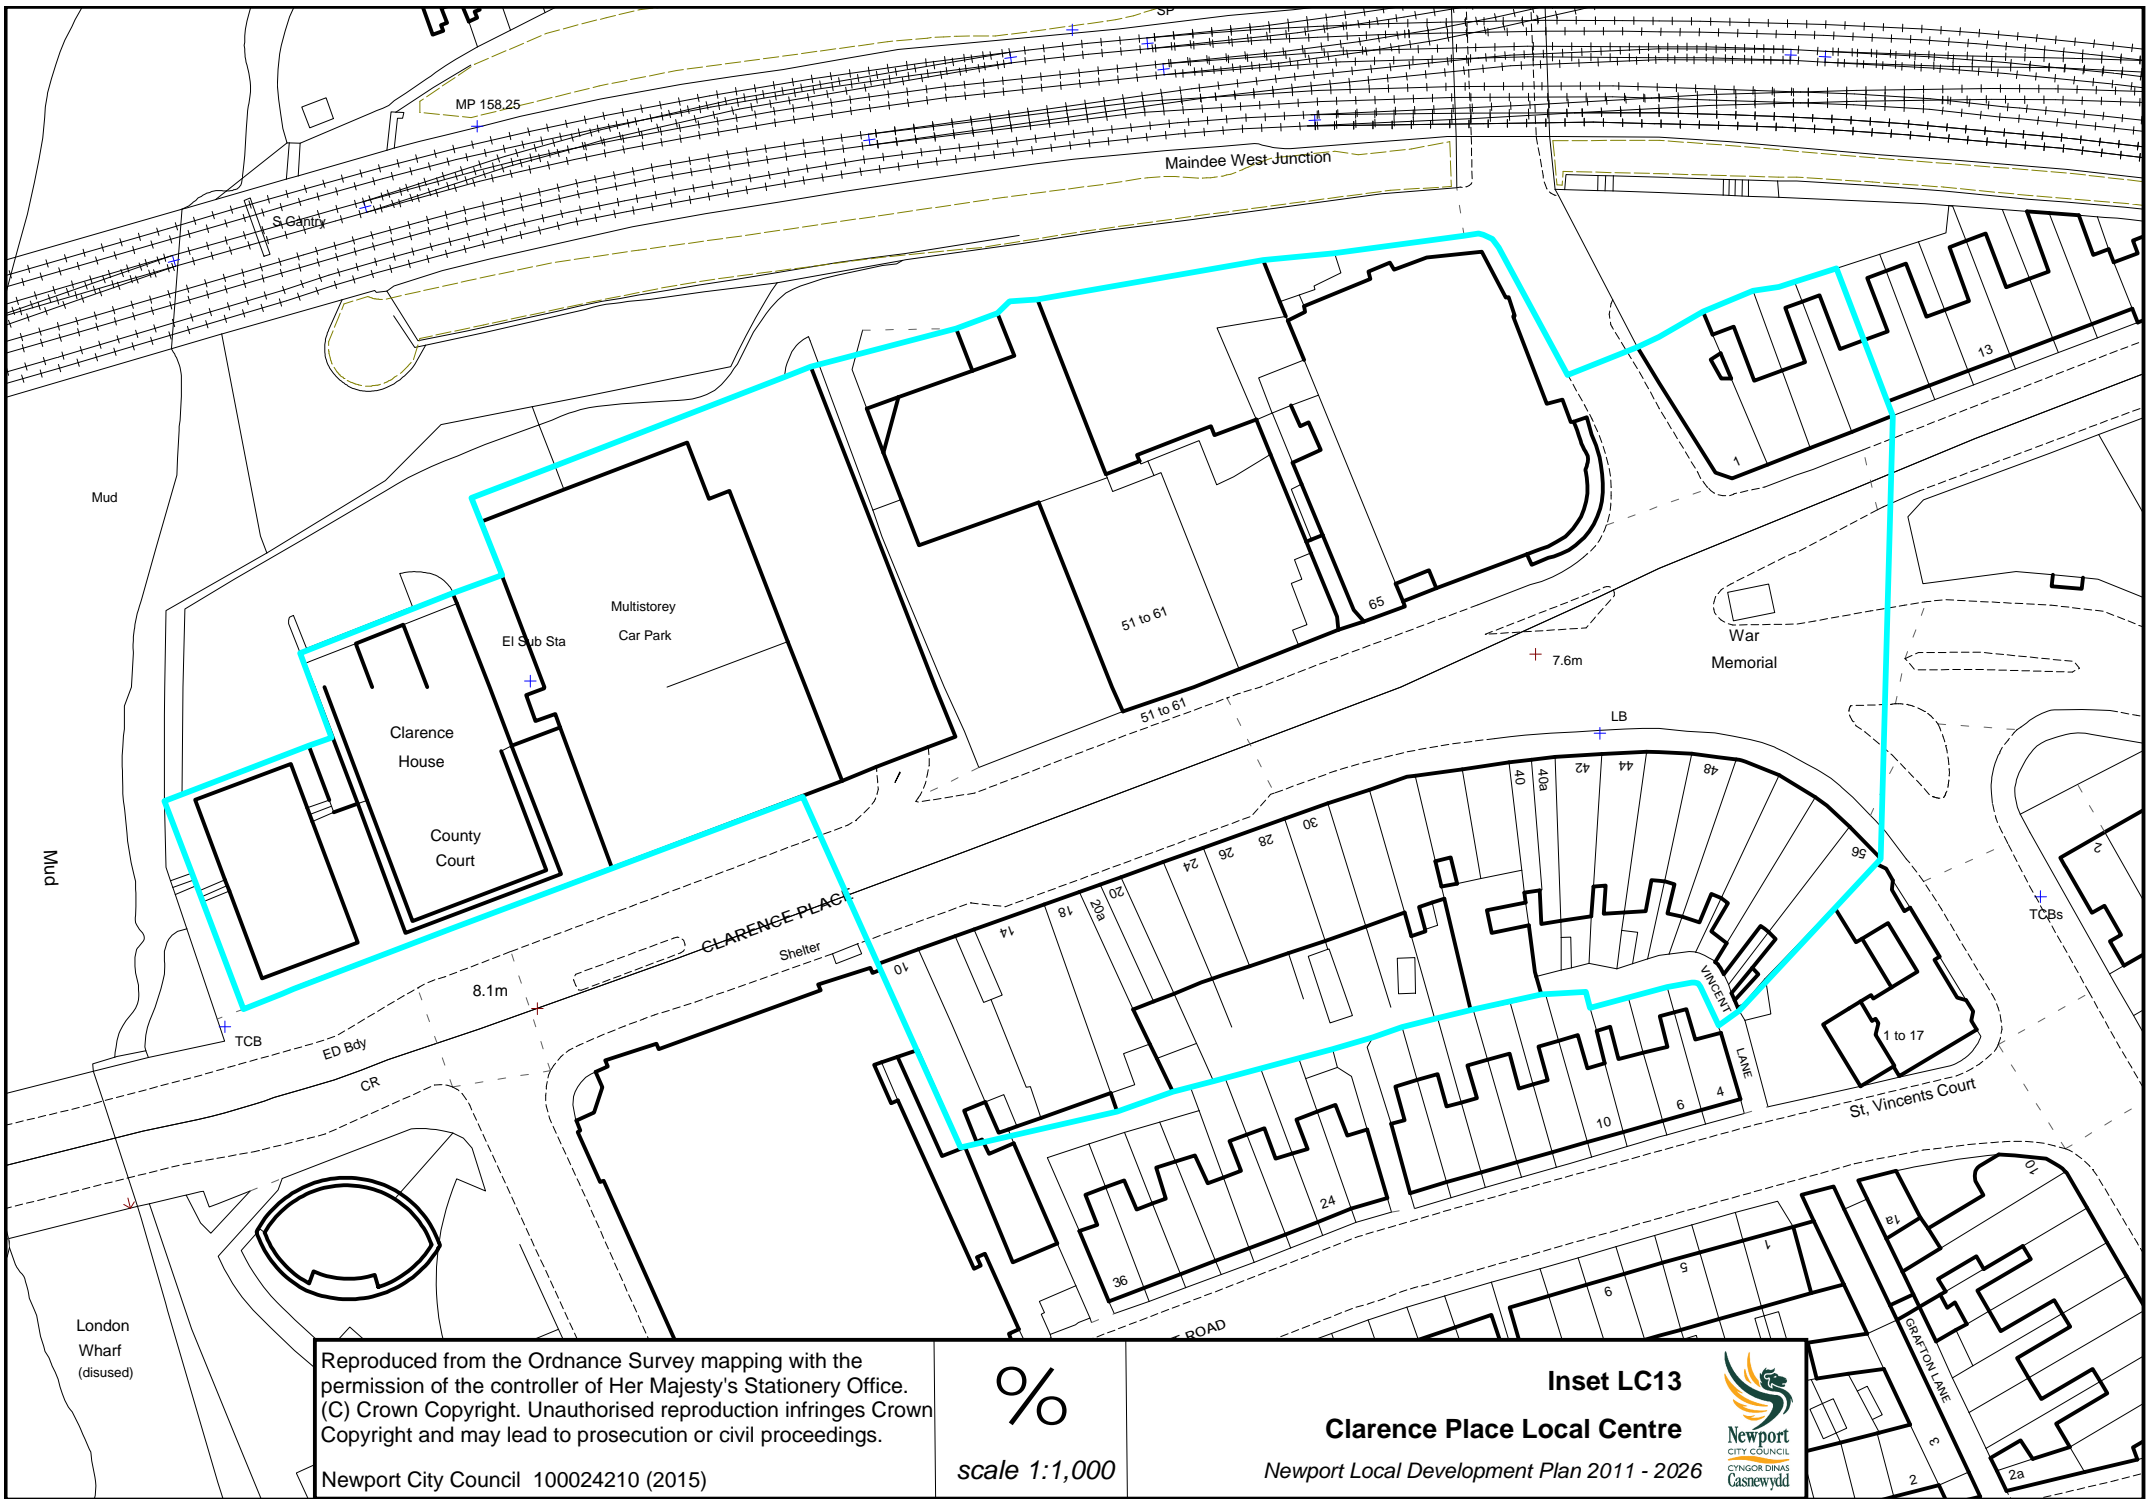 SP
MP 158.25
Maindee West Junction
S Gantry
13
1
Mud
Multistorey
Car Park
El Sub Sta
51 to 61
65
War
Memorial
7.6m
51 to 61
LB
Clarence
House
County
Court
Mud
40
40a
42
44
48
56
30
28
26
24
20
20a
18
14
10
2
TCBs
CLARENCE PLACE
Shelter
8.1m
VINCENT
LANE
1 to 17
TCB
ED Bdy
CR
St, Vincents Court
4
6
10
24
36
10
1a
1
5
9
London
Wharf
(disused)
ROAD
GRAFTON LANE
3
2
2a
Reproduced from the Ordnance Survey mapping with the
permission of the controller of Her Majesty's Stationery Office.
(C) Crown Copyright. Unauthorised reproduction infringes Crown
Copyright and may lead to prosecution or civil proceedings.
Newport City Council 100024210 (2015)
%
scale 1:1,000
Inset LC13
Clarence Place Local Centre
Newport Local Development Plan 2011 - 2026
Newport
CITY COUNCIL
CYNGOR DINAS
Casnewydd